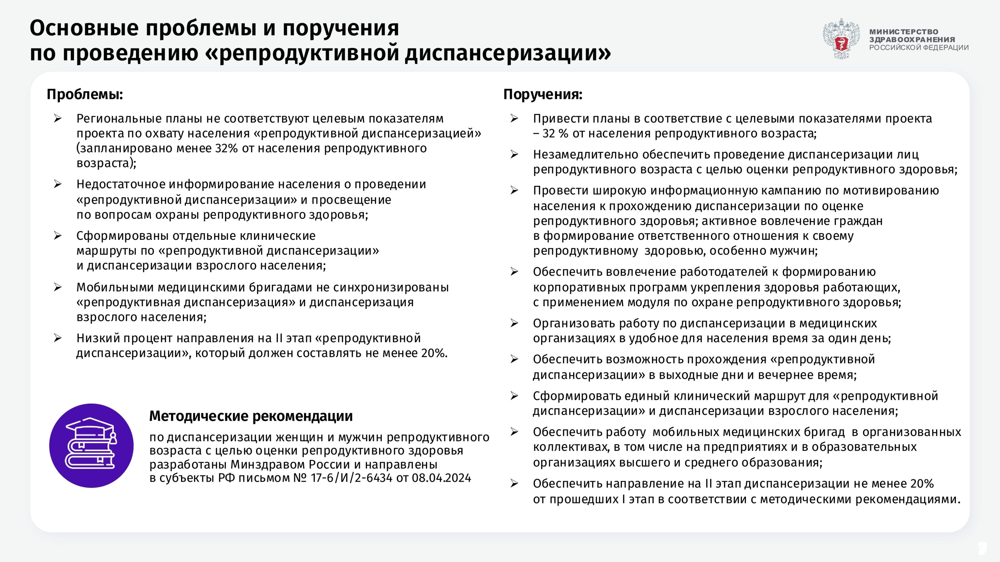 Основные проблемы и поручения
по проведению «репродуктивной диспансеризации»
МИНИСТЕРСТВО
ЗДРАВООХРАНЕНИЯ
РОССИЙСКОЙ ФЕДЕРАЦИИ
Проблемы:
Региональные планы не соответствуют целевым показателям
проекта по охвату населения «репродуктивной диспансеризацией»
(запланировано менее 32% от населения репродуктивного
возраста);
Недостаточное информирование населения о проведении
«репродуктивной диспансеризации» и просвещение
по вопросам охраны репродуктивного здоровья;
Сформированы отдельные клинические
маршруты по «репродуктивной диспансеризации»
и диспансеризации взрослого населения;
Мобильными медицинскими бригадами не синхронизированы
«репродуктивная диспансеризация» и диспансеризация
взрослого населения;
Низкий процент направления на II этап «репродуктивной
диспансеризации», который должен составлять не менее 20%.
Методические рекомендации
по диспансеризации женщин и мужчин репродуктивного
возраста с целью оценки репродуктивного здоровья
разработаны Минздравом России и направлены
в субъекты РФ письмом № 17-6/И/2-6434 от 08.04.2024
Поручения:
Привести планы в соответствие с целевыми показателями проекта
– 32 % от населения репродуктивного возраста;
Незамедлительно обеспечить проведение диспансеризации лиц
репродуктивного возраста с целью оценки репродуктивного здоровья;
Провести широкую информационную кампанию по мотивированию
населения к прохождению диспансеризации по оценке
репродуктивного здоровья; активное вовлечение граждан
в формирование ответственного отношения к своему
репродуктивному здоровью, особенно мужчин;
Обеспечить вовлечение работодателей к формированию
корпоративных программ укрепления здоровья работающих,
с применением модуля по охране репродуктивного здоровья;
Организовать работу по диспансеризации в медицинских
организациях в удобное для населения время за один день;
Обеспечить возможность прохождения «репродуктивной
диспансеризации» в выходные дни и вечернее время;
Сформировать единый клинический маршрут для «репродуктивной
диспансеризации» и диспансеризации взрослого населения;
Обеспечить работу мобильных медицинских бригад в организованных
коллективах, в том числе на предприятиях и в образовательных
организациях высшего и среднего образования;
Обеспечить направление на II этап диспансеризации не менее 20%
от прошедших I этап в соответствии с методическими рекомендациями.